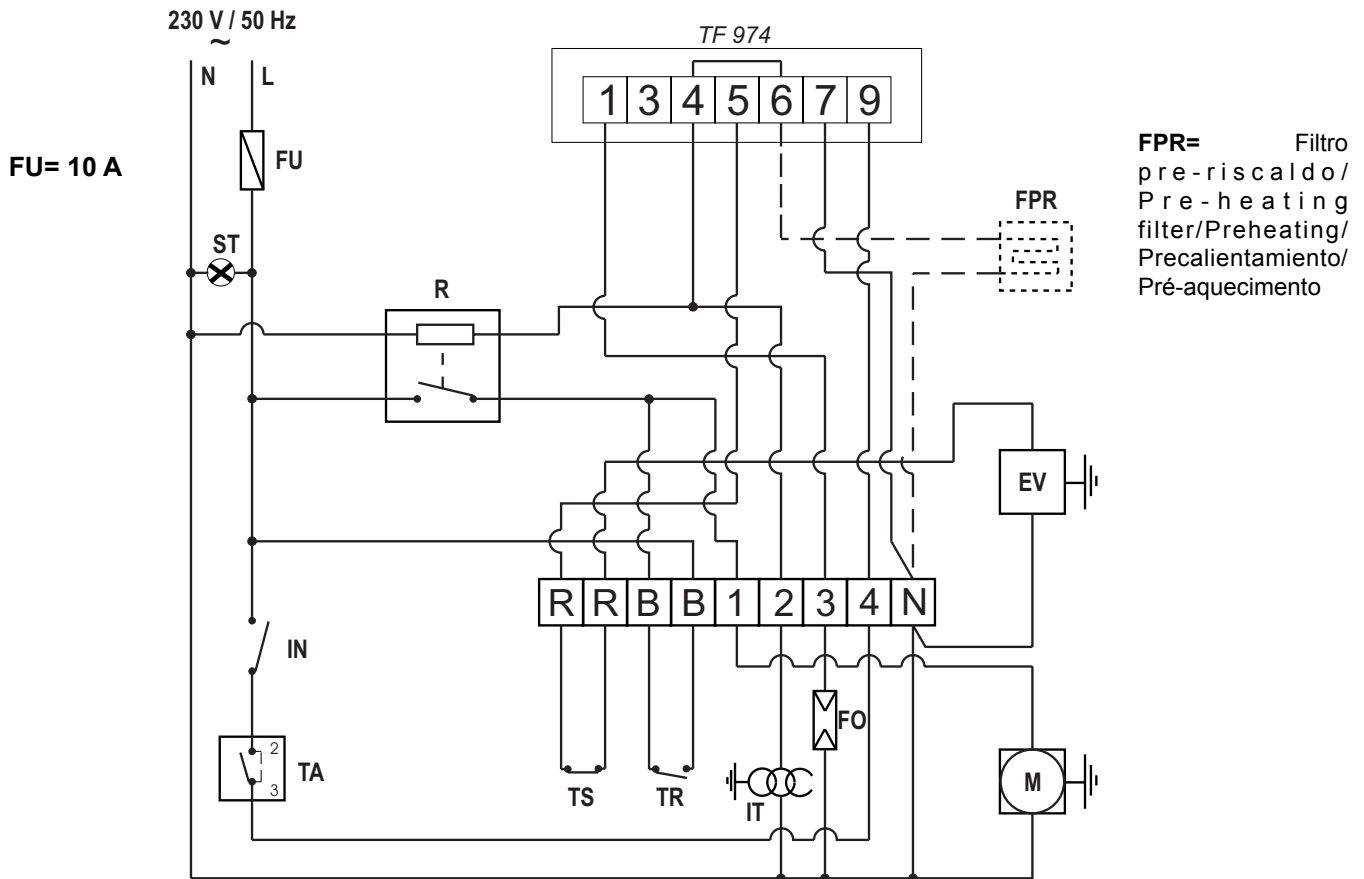 230 V / 50 Hz
~
N L
TF 974
1 3 4 5 6 7 9
FU= 10 A
FU
FPR= Filtro
pre-riscaldo/
Pre-heating
filter/Preheating/
Precalientamiento/
Pré-aquecimento
FPR
ST
R
EV
R R B B 1 2 3 4 N
IN
FO
2
TA
3
TS
TR
IT
M